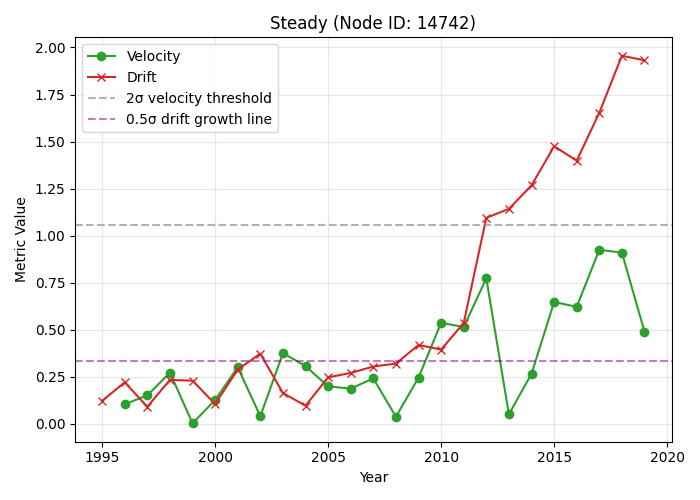 Steady (Node ID: 14742)
Velocity
Drift
2σ velocity threshold
0.5σ drift growth line
2.00
1.75
1.50
1.25
1.00
0.75
0.50
0.25
0.00
Metric Value
1995 2000 2005 2010 2015 2020
Year